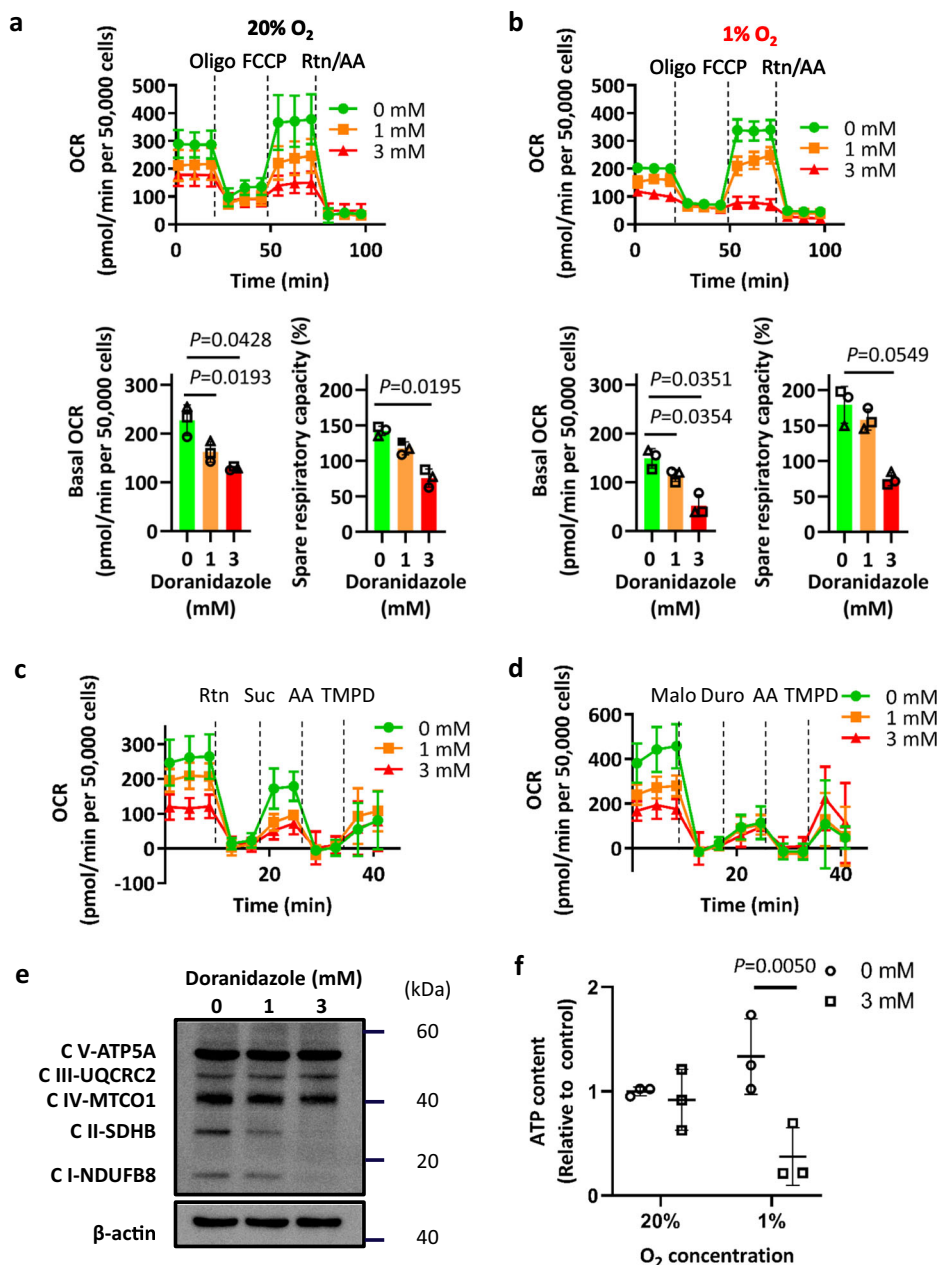 a
20% O2
Oligo FCCP Rtn/AA
OCR
(pmol/min per 50,000 cells)
500
400
300
200
100
0
0 mM
1 mM
3 mM
0 50 100
Time (min)
Basal OCR
(pmol/min per 50,000 cells)
300
200
100
0
P=0.0428
P=0.0193
0 1 3
Doranidazole
(mM)
Spare respiratory capacity (%)
200
150
100
50
0
P=0.0195
0 1 3
Doranidazole
(mM)
b
1% O2
Oligo FCCP Rtn/AA
OCR
(pmol/min per 50,000 cells)
500
400
300
200
100
0
0 mM
1 mM
3 mM
0 50 100
Time (min)
Basal OCR
(pmol/min per 50,000 cells)
300
200
100
0
P=0.0351
P=0.0354
0 1 3
Doranidazole
(mM)
Spare respiratory capacity (%)
200
150
100
50
0
P=0.0549
0 1 3
Doranidazole
(mM)
c
Rtn Suc AA TMPD
OCR
(pmol/min per 50,000 cells)
300
200
100
0
-100
0 mM
1 mM
3 mM
20 40
Time (min)
d
Malo Duro AA TMPD
OCR
(pmol/min per 50,000 cells)
600
400
200
0
0 mM
1 mM
3 mM
20 40
Time (min)
e
Doranidazole (mM)
0 1 3
(kDa)
60
C V-ATP5A
C III-UQCRC2
C IV-MTCO1
40
C II-SDHB
20
C I-NDUFB8
β-actin
40
f
P=0.0050
0 mM
3 mM
ATP content
(Relative to control)
2
1
0
20% 1%
O2 concentration